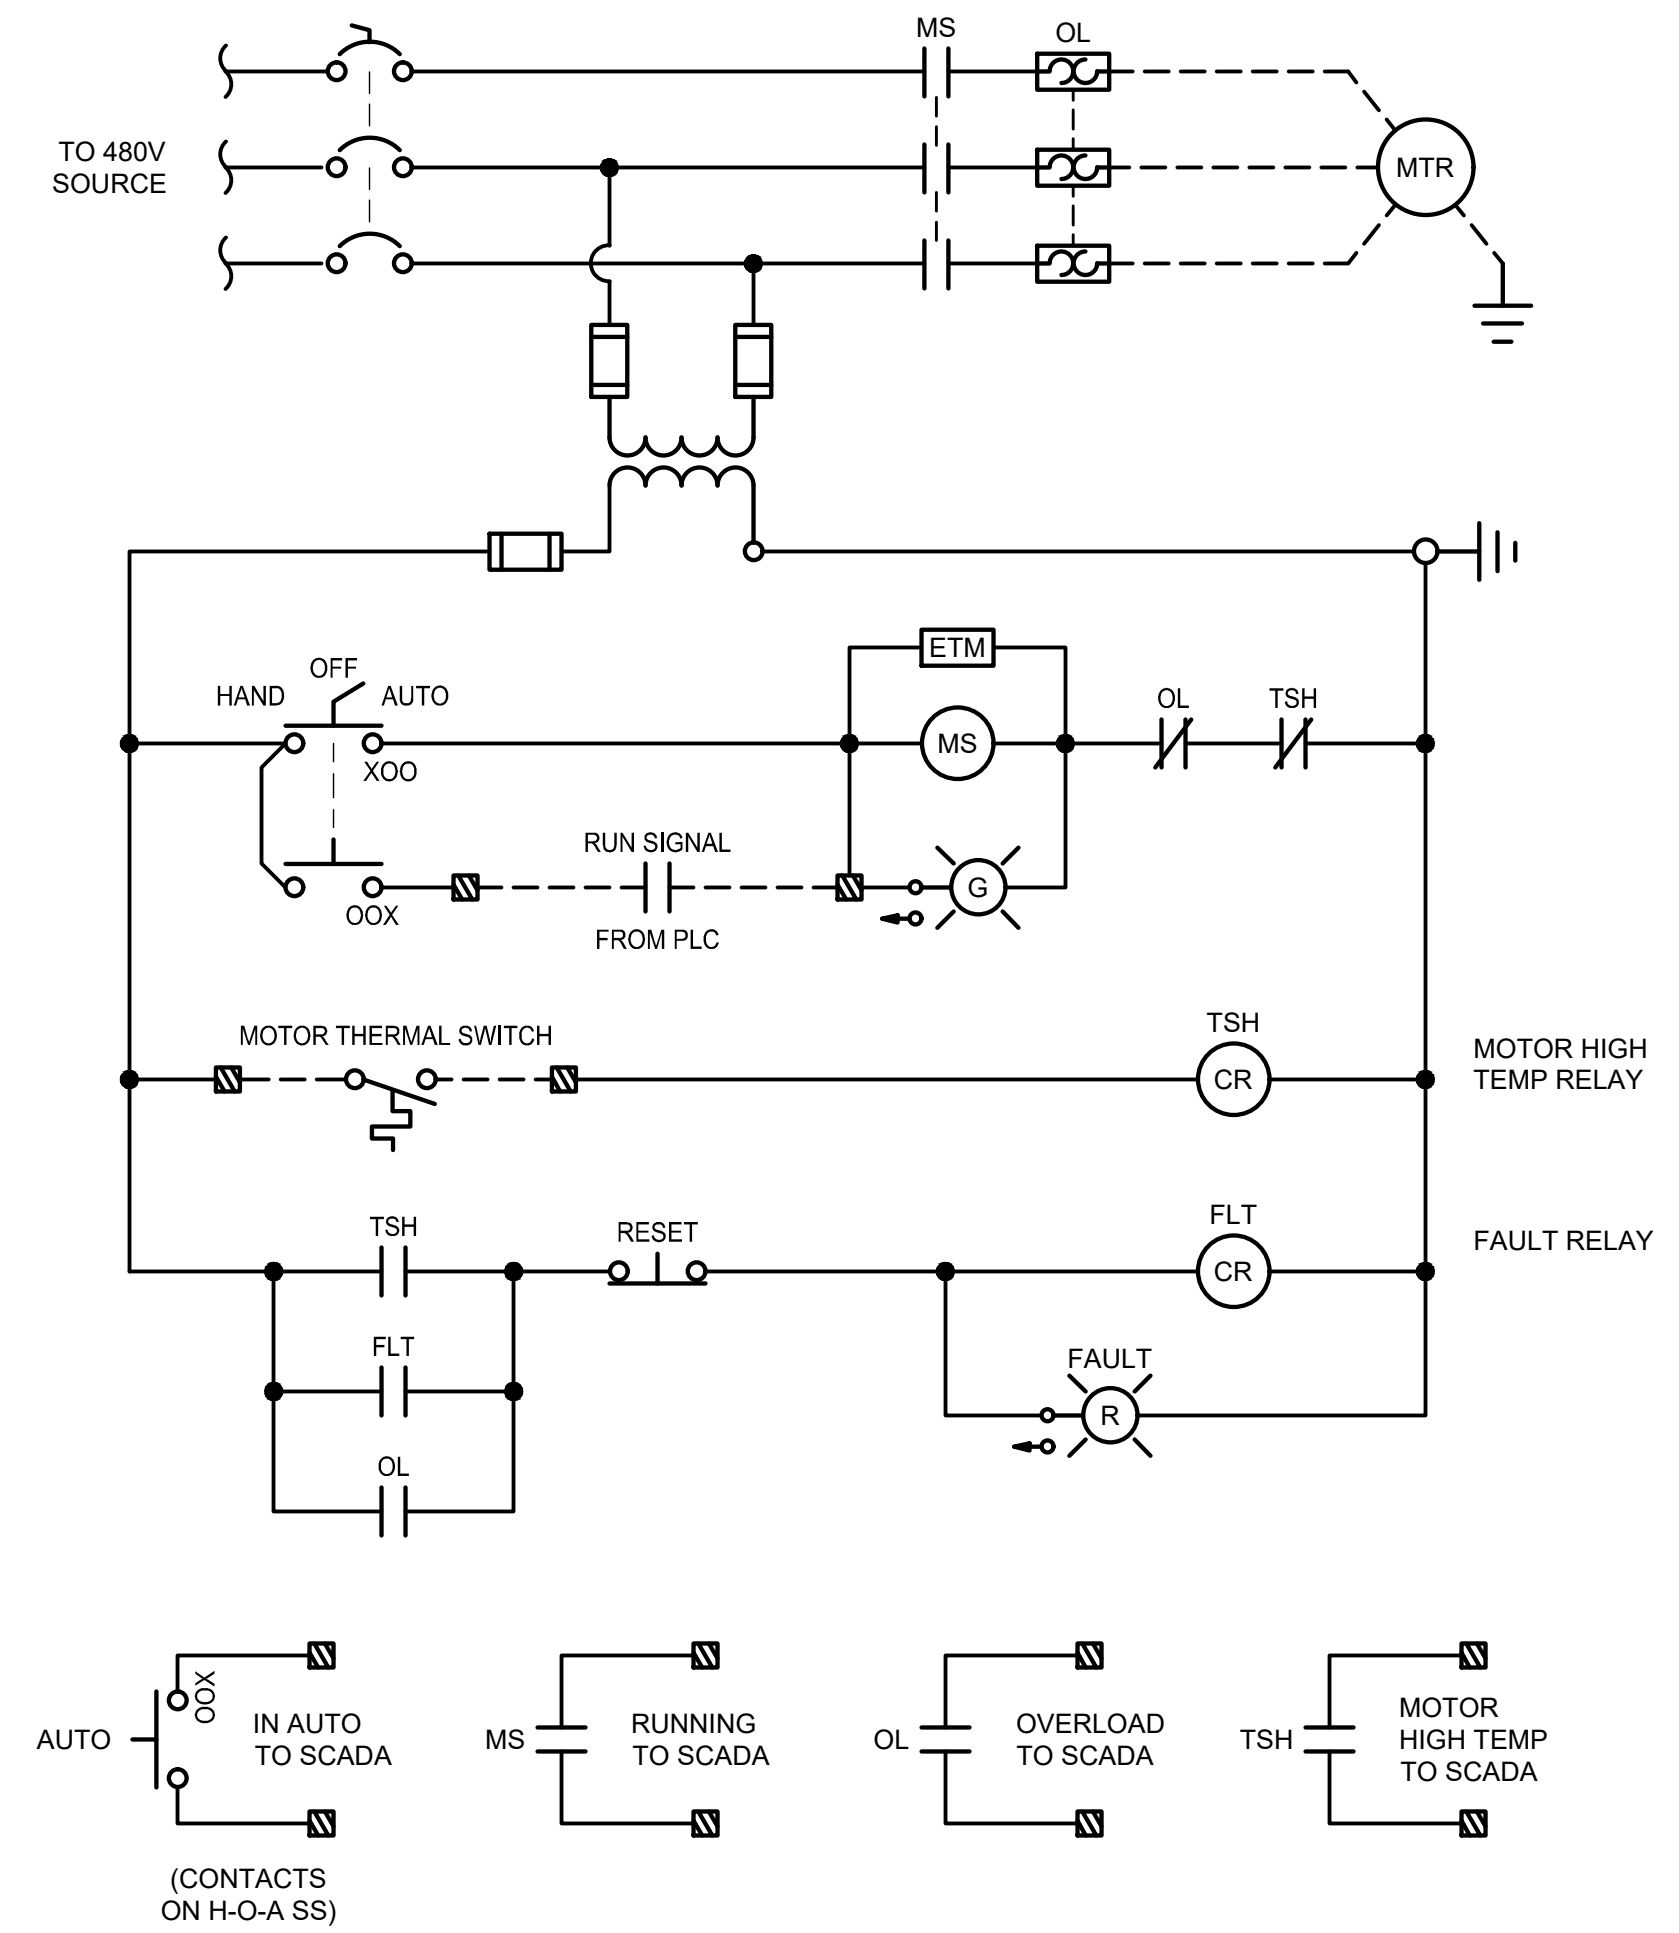 MS
OL
TO 480V
SOURCE
MTR
ETM
OFF
HAND
AUTO
OL
TSH
MS
XOO
RUN SIGNAL
G
OOX
FROM PLC
TSH
MOTOR THERMAL SWITCH
CR
MOTOR HIGH
TEMP RELAY
TSH
RESET
FLT
CR
FAULT RELAY
FLT
FAULT
R
OL
OOX
AUTO
IN AUTO
TO SCADA
(CONTACTS
ON H-O-A SS)
MS
RUNNING
TO SCADA
OL
OVERLOAD
TO SCADA
TSH
MOTOR
HIGH TEMP
TO SCADA